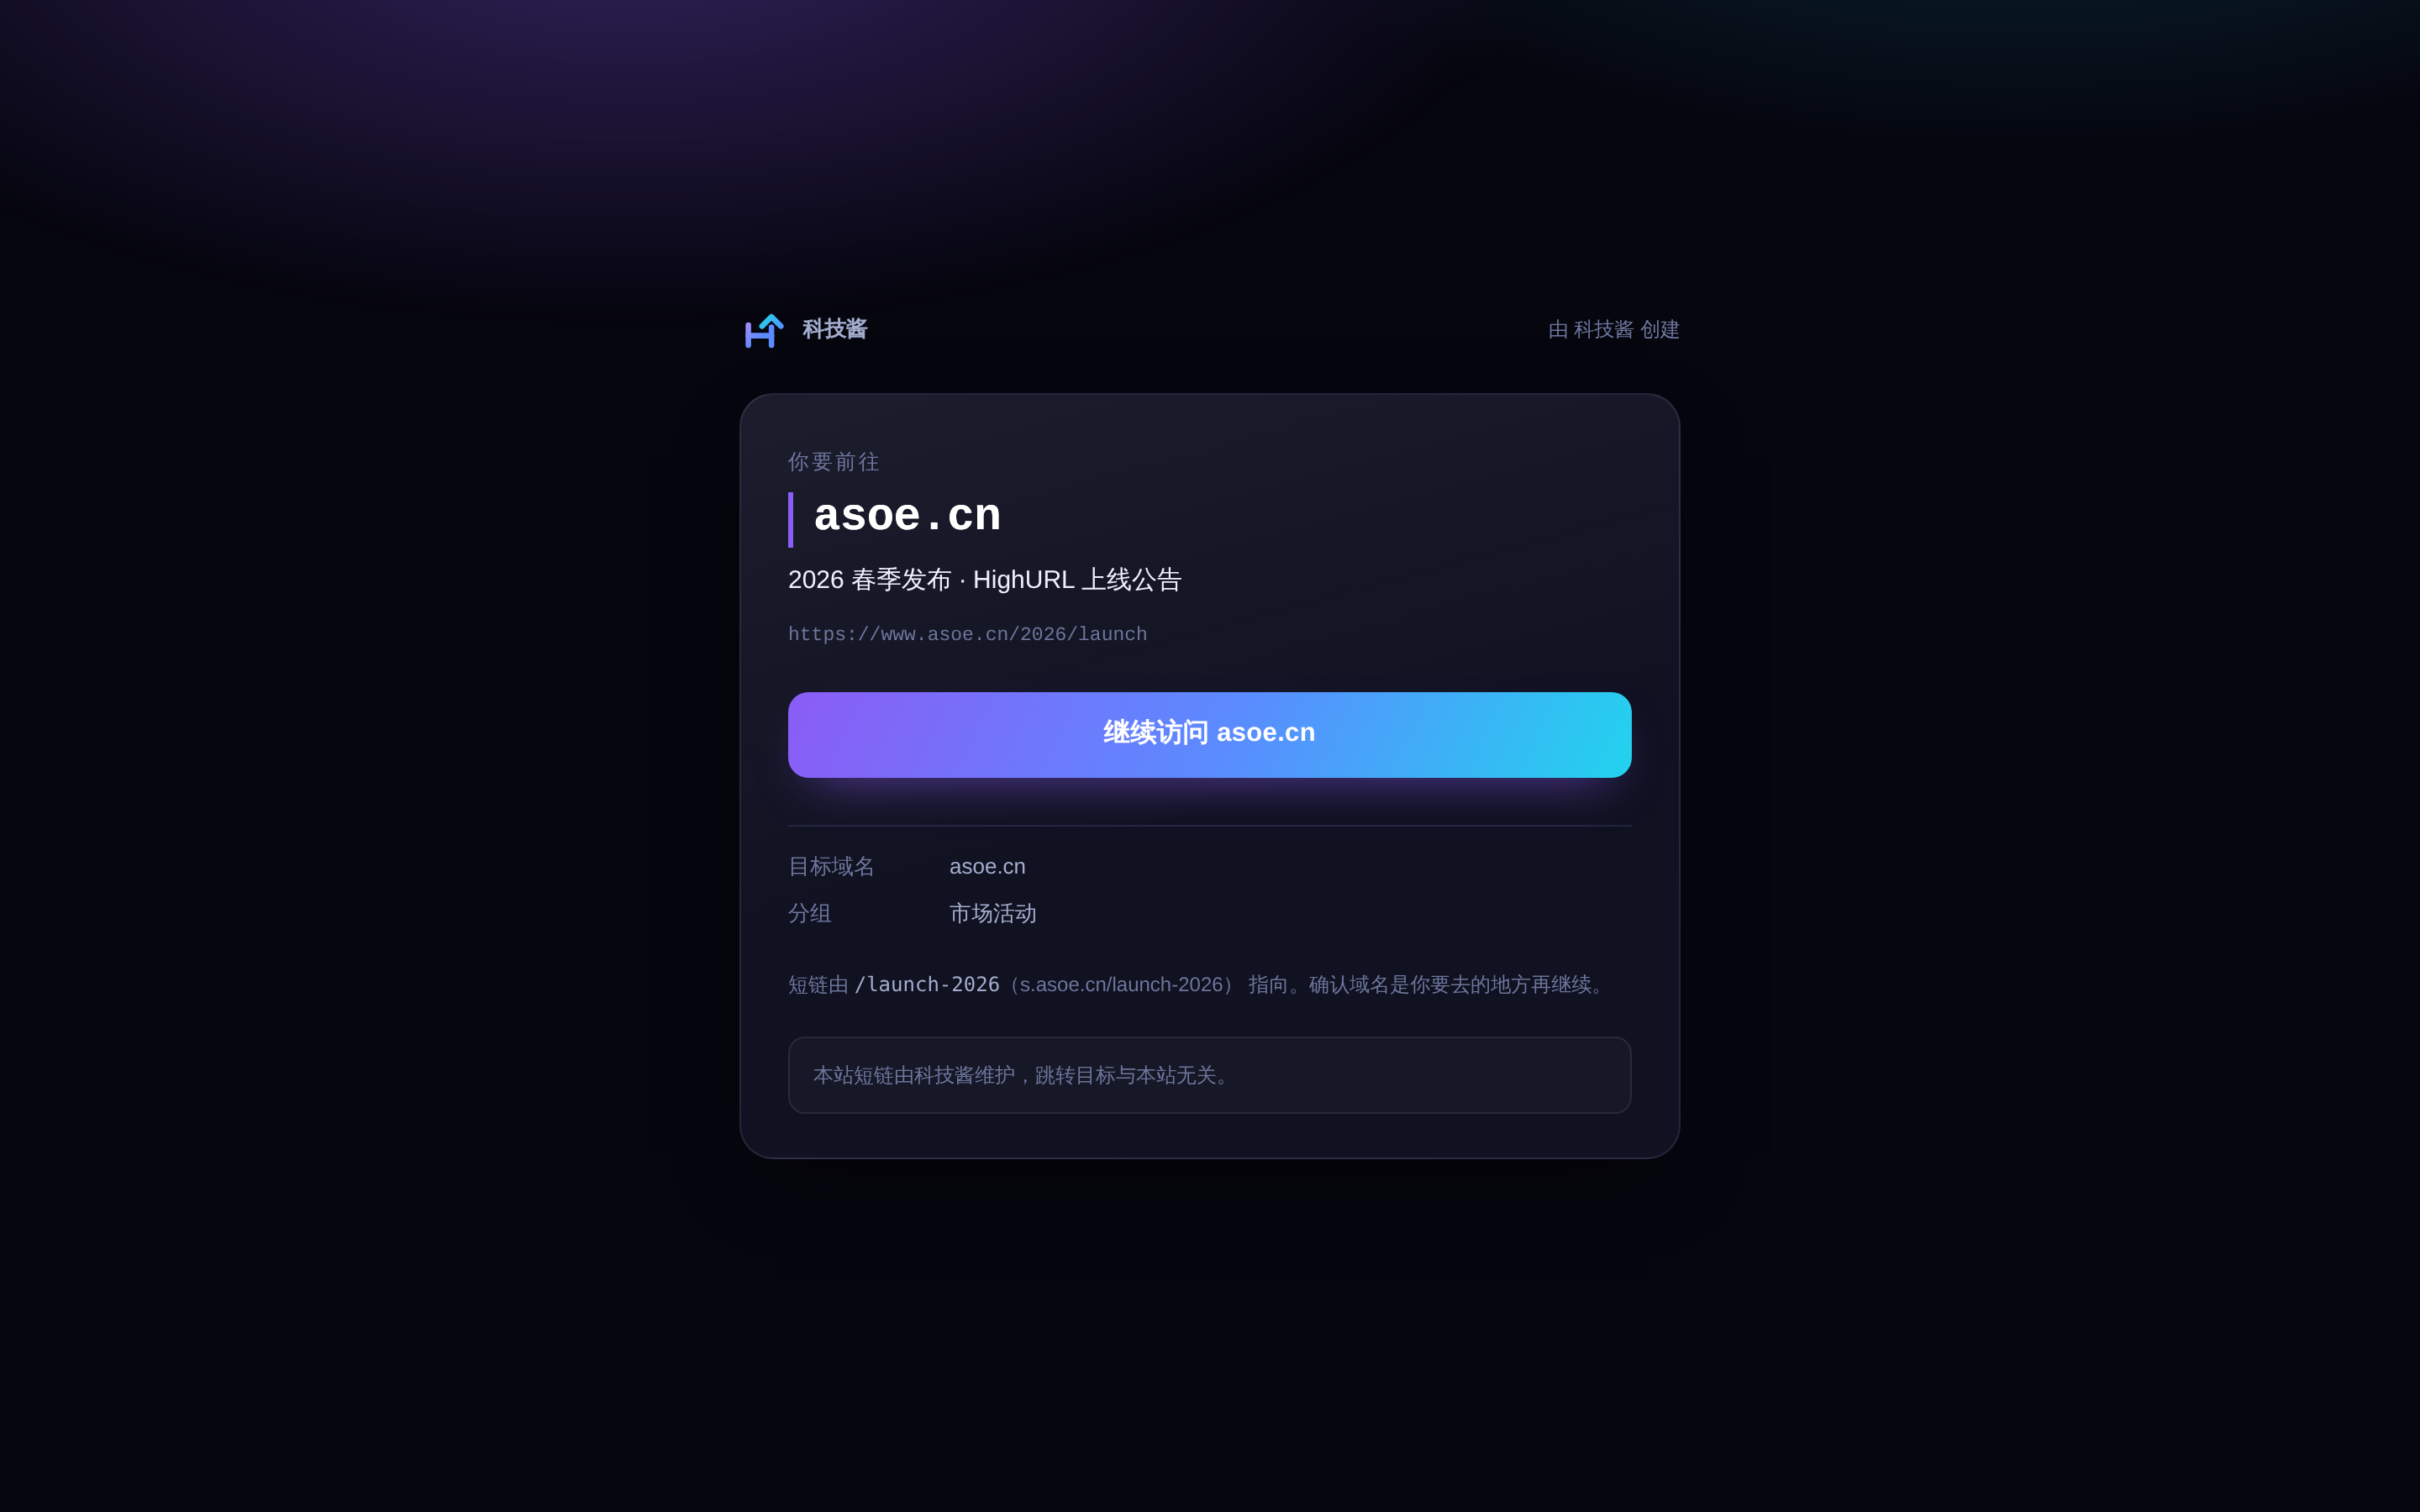 科技酱
由 科技酱 创建
你要前往
asoe.cn
2026 春季发布 · HighURL 上线公告
https://www.asoe.cn/2026/launch
继续访问 asoe.cn
目标域名 asoe.cn
分组 市场活动
短链由 /launch-2026（s.asoe.cn/launch-2026） 指向。确认域名是你要去的地方再继续。
本站短链由科技酱维护，跳转目标与本站无关。